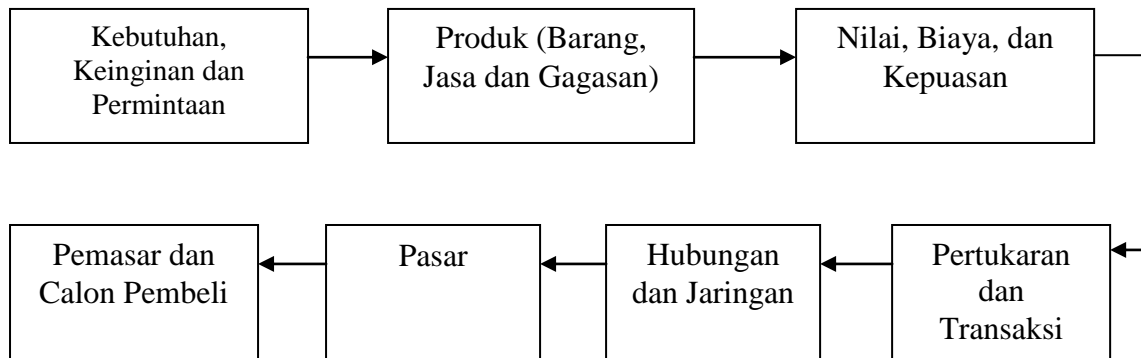 Kebutuhan,
Keinginan dan
Permintaan
Produk (Barang,
Jasa dan Gagasan)
Nilai, Biaya, dan
Kepuasan
Pemasar dan
Calon Pembeli
Pasar
Hubungan
dan Jaringan
Pertukaran
dan
Transaksi